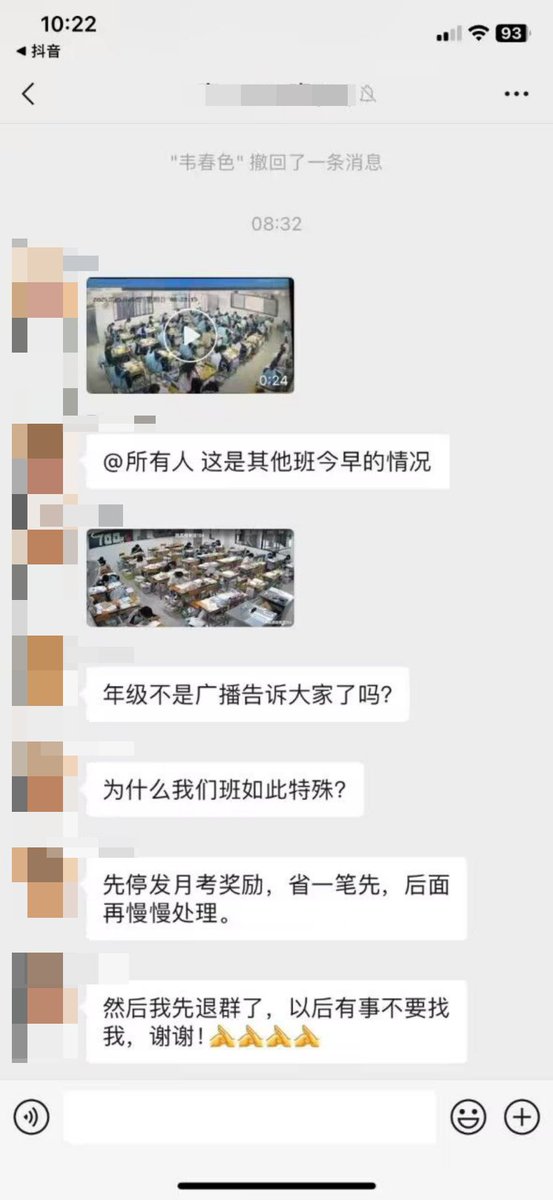 10:22
93
抖音
"韦春色" 撤回了一条消息
08:32
0:24
@所有人 这是其他班今早的情况
年级不是广播告诉大家了吗?
为什么我们班如此特殊?
先停发月考奖励，省一笔先，后面
再慢慢处理。
然后我先退群了，以后有事不要找
我，谢谢!